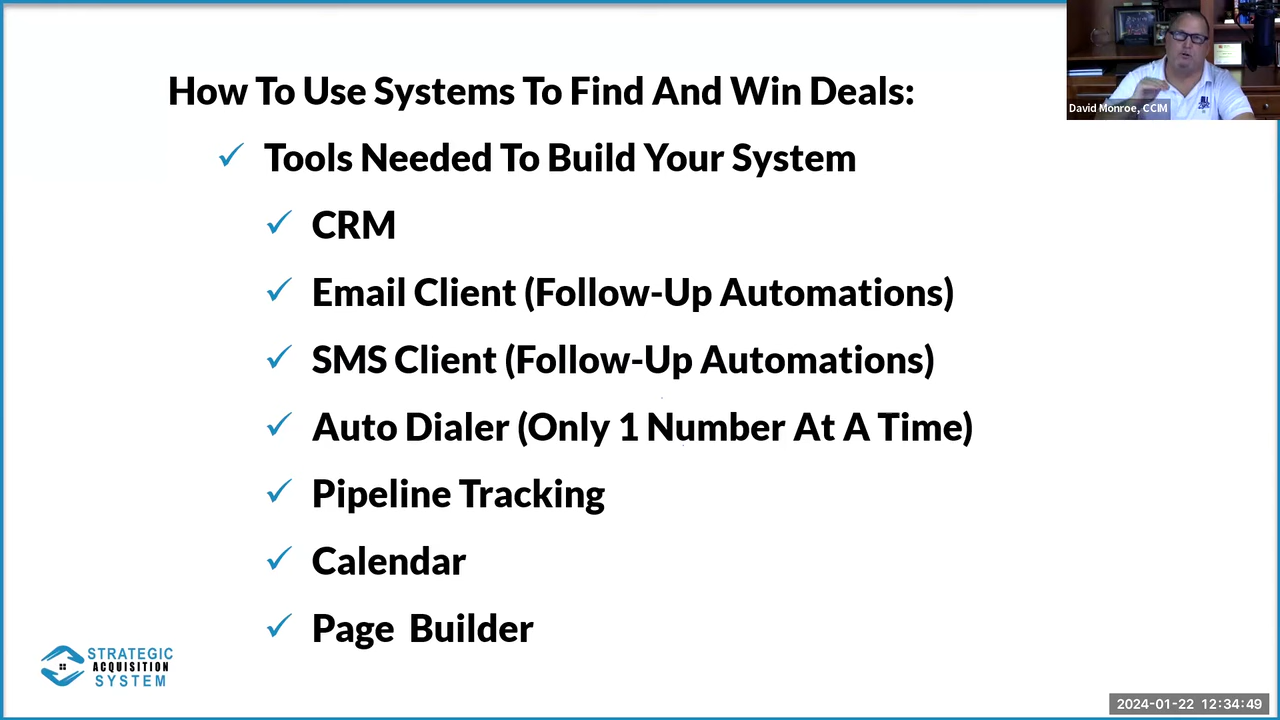 How To Use Systems To Find And Win Deals:
✓ Tools Needed To Build Your System
✓ CRM
✓ Email Client (Follow-Up Automations)
✓ SMS Client (Follow-Up Automations)
✓ Auto Dialer (Only 1 Number At A Time)
✓ Pipeline Tracking
✓ Calendar
✓ Page Builder
David Monroe, CCIM
STRATEGIC
ACQUISITION
SYSTEM
2024-01-22 12:34:49